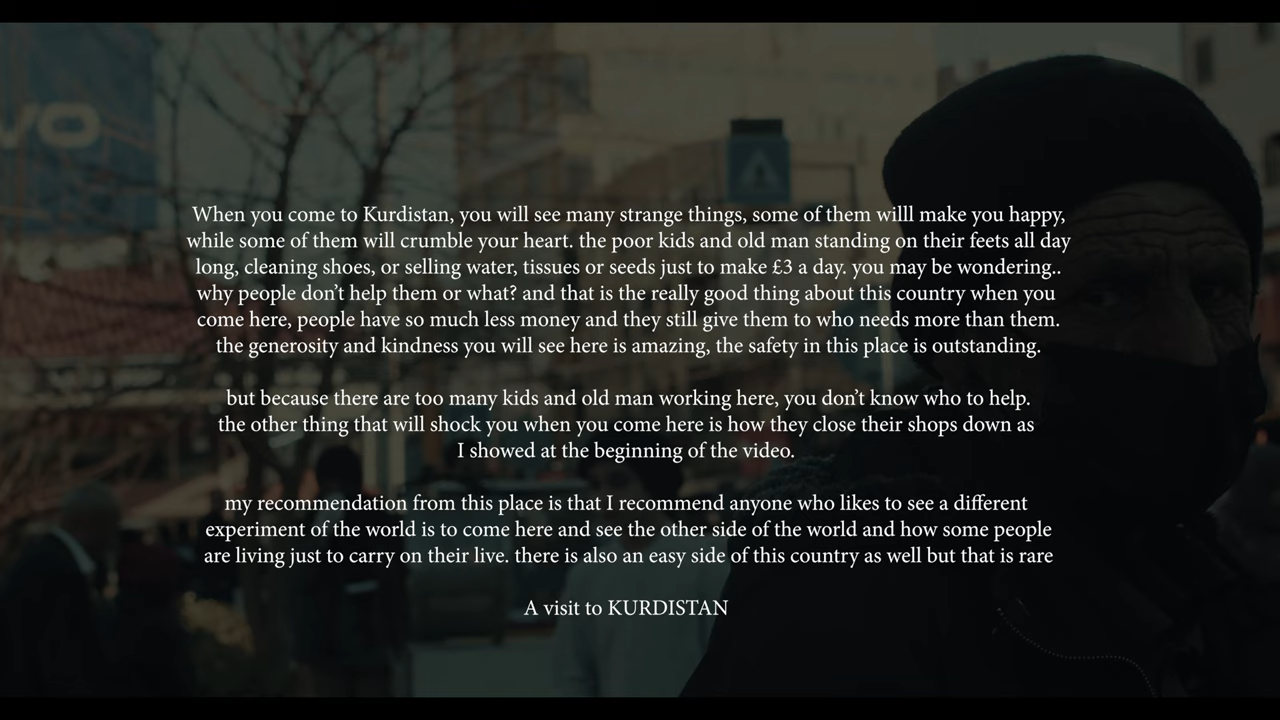 VO
When you come to Kurdistan, you will see many strange things, some of them willl make you happy,
while some of them will crumble your heart. the poor kids and old man standing on their feets all day
long, cleaning shoes, or selling water, tissues or seeds just to make £3 a day. you may be wondering..
why people don't help them or what? and that is the really good thing about this country when you
come here, people have so much less money and they still give them to who needs more than them.
the generosity and kindness you will see here is amazing, the safety in this place is outstanding.
but because there are too many kids and old man working here, you don't know who to help.
the other thing that will shock you when you come here is how they close their shops down as
I showed at the beginning of the video.
my recommendation from this place is that I recommend anyone who likes to see a different
experiment of the world is to come here and see the other side of the world and how some people
are living just to carry on their live. there is also an easy side of this country as well but that is rare
A visit to KURDISTAN